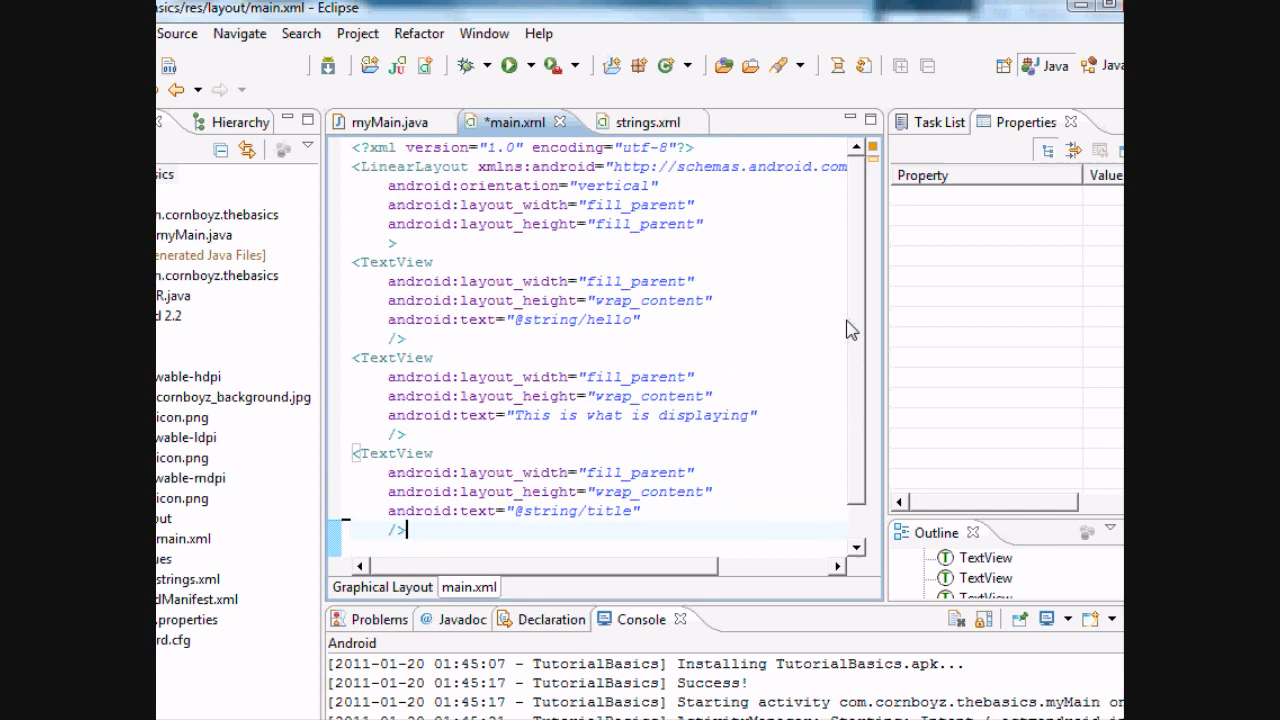 asics/res/layout/main.xml - Eclipse
Source Navigate Search Project Refactor Window Help
Java Java
Hierarchy
myMain.java *main.xml strings.xml
Task List Properties
Property Value
sics
n.cornboyz.thebasics
myMain.java
enerated Java Files]
n.cornboyz.thebasics
R.java
d 2.2
wable-hdpi
cornboyz_background.jpg
icon.png
wable-ldpi
icon.png
wable-mdpi
icon.png
out
main.xml
ues
strings.xml
dManifest.xml
.properties
rd.cfg
<?xml version="1.0" encoding="utf-8"?>
<LinearLayout xmlns:android="http://schemas.android.com
android:orientation="vertical"
android:layout_width="fill_parent"
android:layout_height="fill_parent"
>
<TextView
android:layout_width="fill_parent"
android:layout_height="wrap_content"
android:text="@string/hello"
/>
<TextView
android:layout_width="fill_parent"
android:layout_height="wrap_content"
android:text="This is what is displaying"
/>
<TextView
android:layout_width="fill_parent"
android:layout_height="wrap_content"
android:text="@string/title"
/>
Graphical Layout main.xml
Outline
TextView
TextView
TextView
Problems @ Javadoc Declaration Console
Android
[2011-01-20 01:45:07 - TutorialBasics] Installing TutorialBasics.apk...
[2011-01-20 01:45:17 - TutorialBasics] Success!
[2011-01-20 01:45:17 - TutorialBasics] Starting activity com.cornboyz.thebasics.myMain on